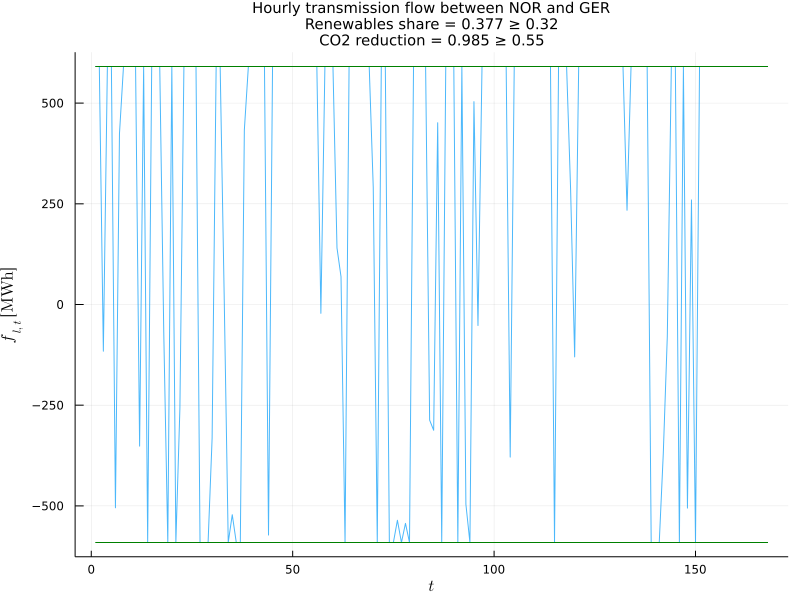 Hourly transmission flow between NOR and GER
Renewables share = 0.377 ≥ 0.32
CO2 reduction = 0.985 ≥ 0.55
500
250
0
−250
−500
f_{l,t} [MWh]
0
50
100
150
t